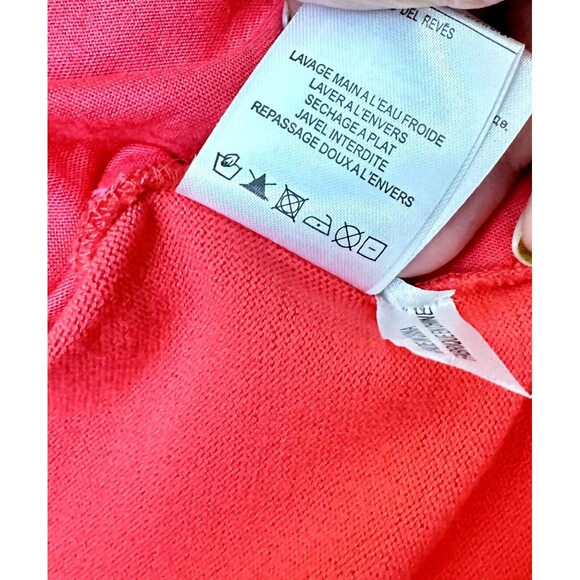 DEL REVÉS
LAVAGE MAIN A L'EAU FROIDE
LAVER A L'ENVERS
SECHAGE A PLAT
JAVEL INTERDITE
REPASSAGE DOUX A L'ENVERS